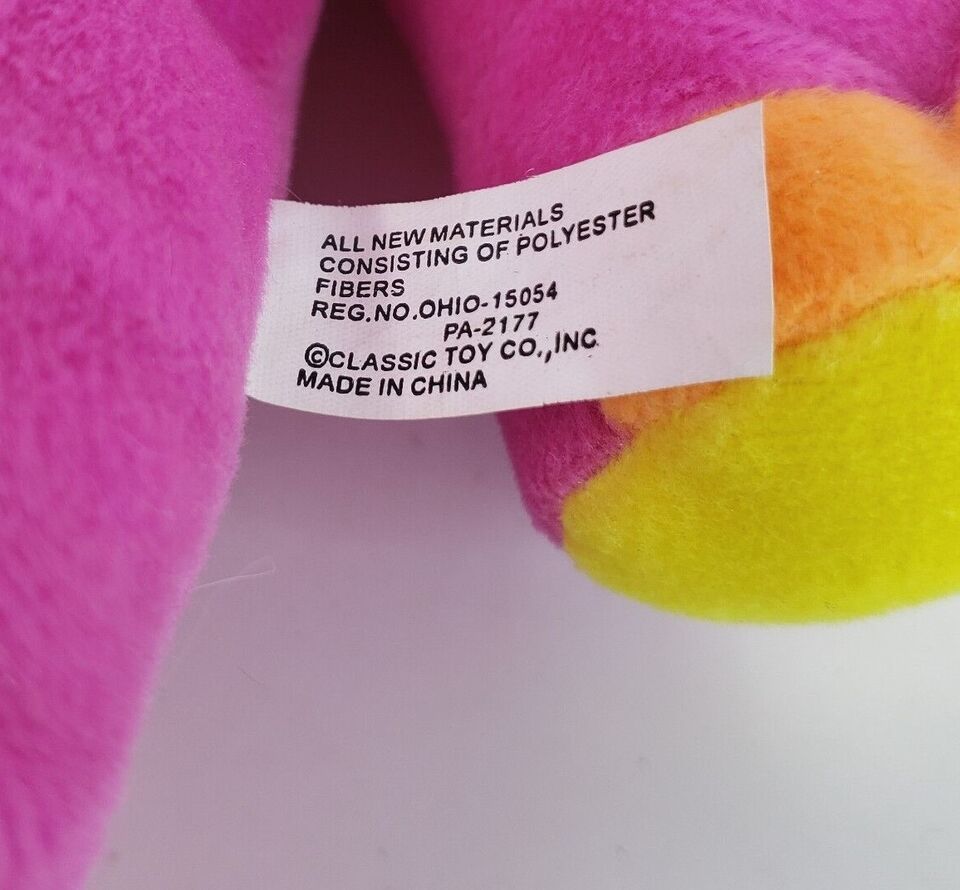 ALL NEW MATERIALS
CONSISTING OF POLYESTER
FIBERS
REG.NO.OHIO-15054
PA-2177
©CLASSIC TOY CO.,INC.
MADE IN CHINA